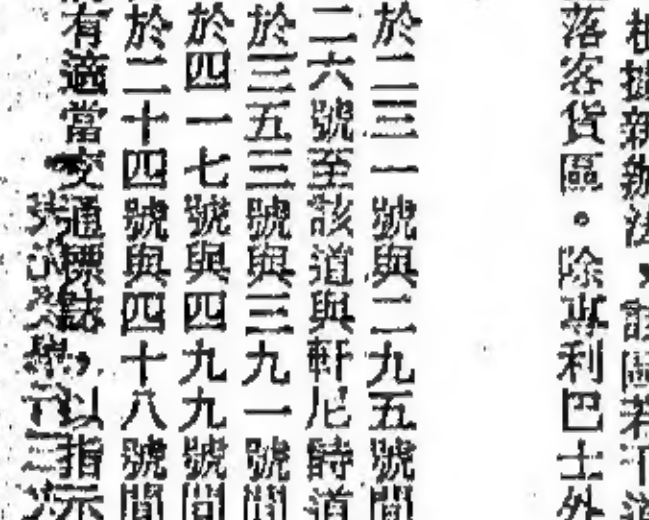 根據新辦法，該區若干道
落客貨區。除專利巴士外
於二三一號與二九五號間
二六號至該道與軒尼詩道
於三五三號與三九一號間
於四一七號與四九九號間
於二十四號與四十八號間
有適當交通標誌，以指示